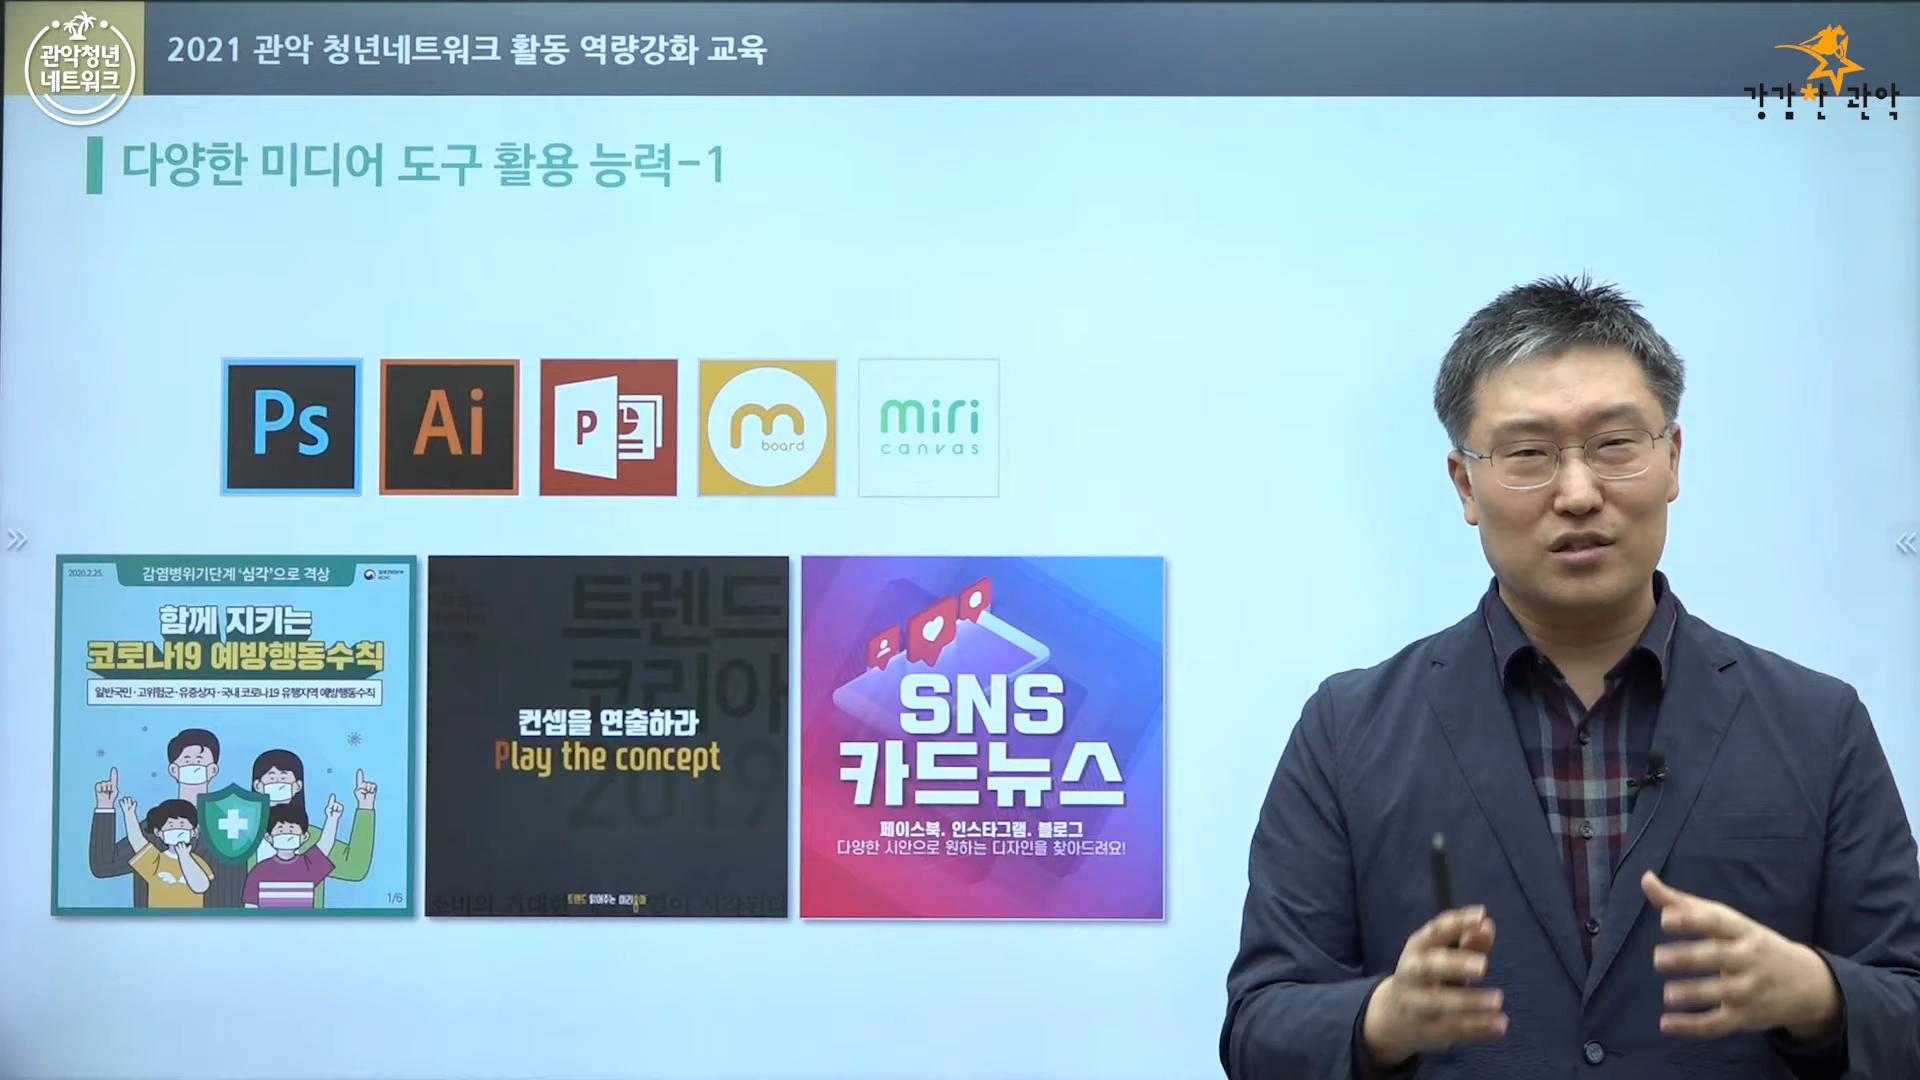 관악청년
네트워크
2021 관악 청년네트워크 활동 역량강화 교육
강감찬 관악
다양한 미디어 도구 활용 능력-1
Ps
Ai
P
m
board
miri
canvas
2020.2.25.
감염병위기단계 '심각'으로 격상
함께 지키는
코로나19 예방행동수칙
일반국민·고위험군·유증상자·국내 코로나19 유행지역 예방행동수칙
1/6
트렌드
코리아
2019
컨셉을 연출하라
Play the concept
트렌드 읽어주는
SNS
카드뉴스
페이스북. 인스타그램. 블로그
다양한 시안으로 원하는 디자인을 찾아드려요!